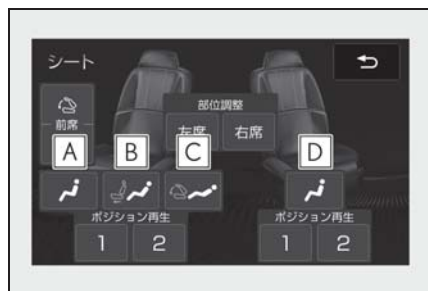 シート
部位調整
前席
左席 右席
A B C D
ポジション再生 ポジション再生
1 2 1 2